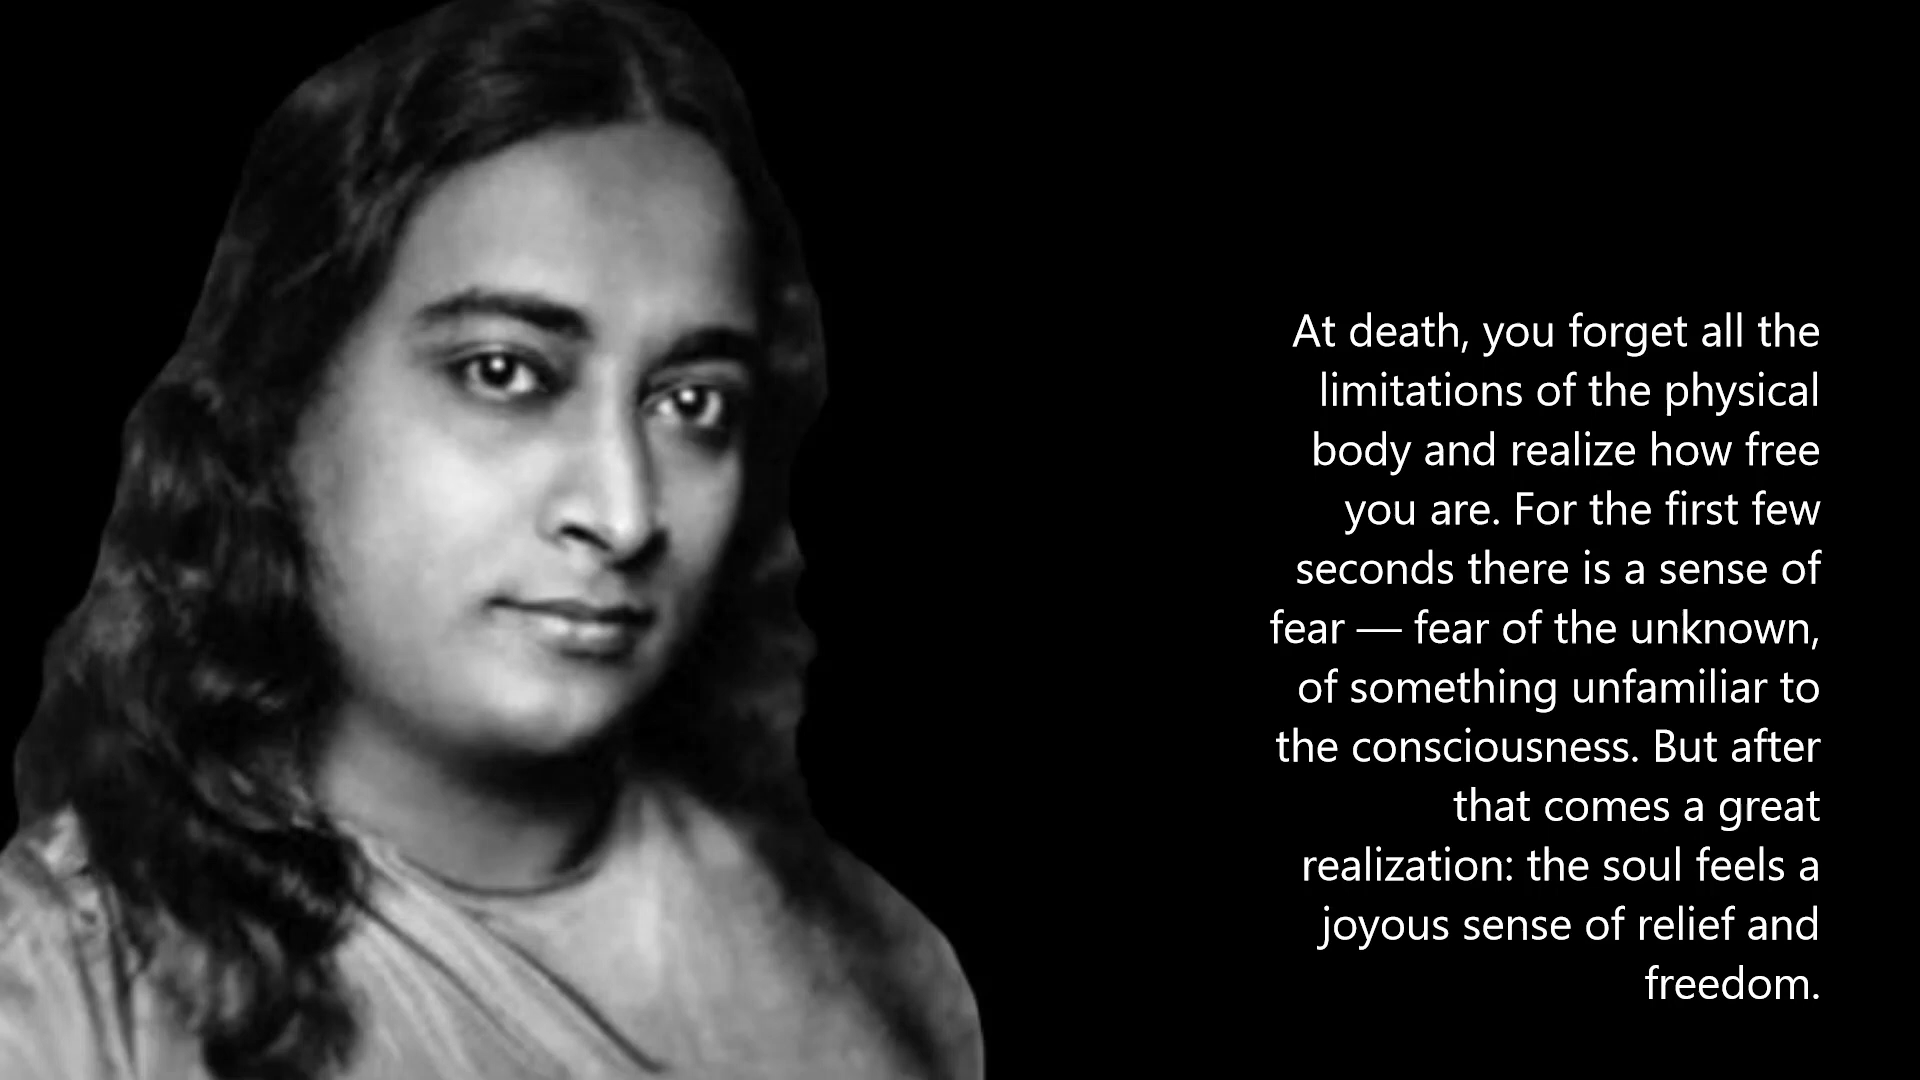 At death, you forget all the
limitations of the physical
body and realize how free
you are. For the first few
seconds there is a sense of
fear — fear of the unknown,
of something unfamiliar to
the consciousness. But after
that comes a great
realization: the soul feels a
joyous sense of relief and
freedom.